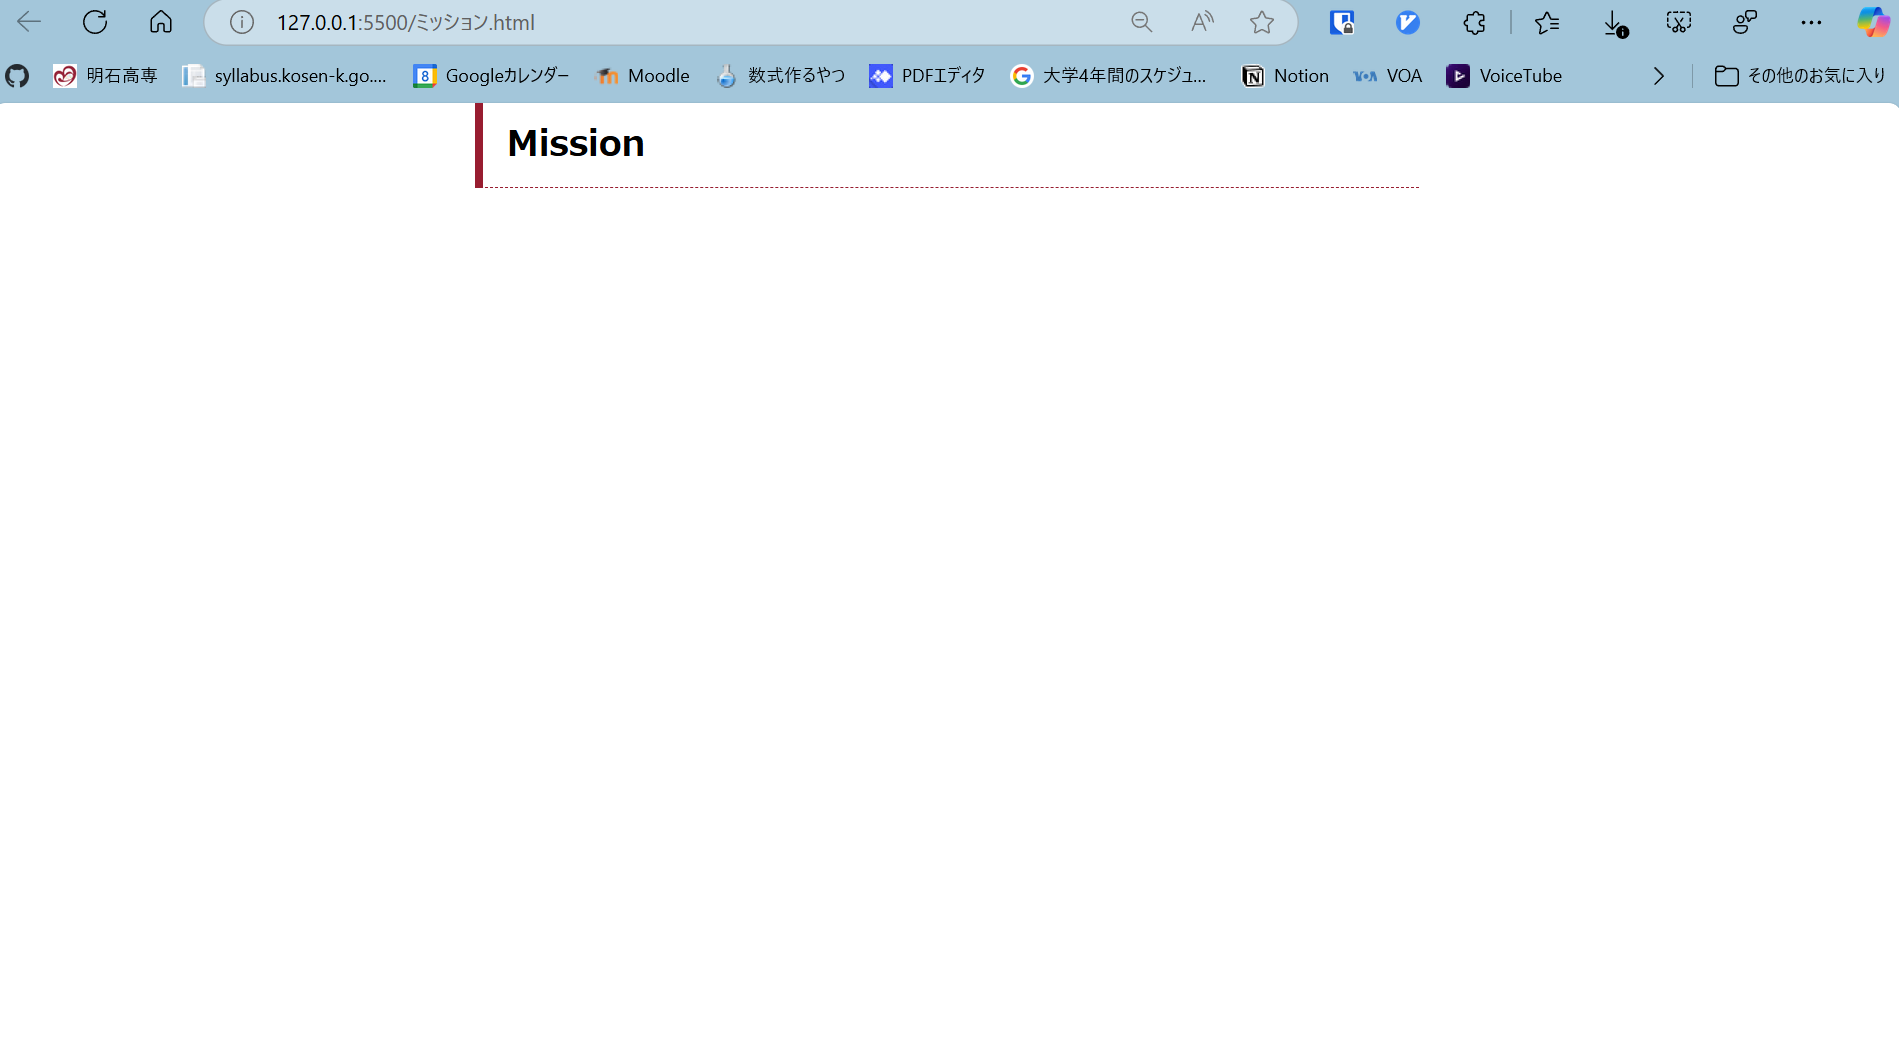 127.0.0.1:5500/ミッション.html
明石高専 syllabus.kosen-k.go.... 8 Googleカレンダー Moodle 数式作るやつ PDFエディタ G 大学4年間のスケジュ... N Notion VOA VOA VoiceTube その他のお気に入り
Mission